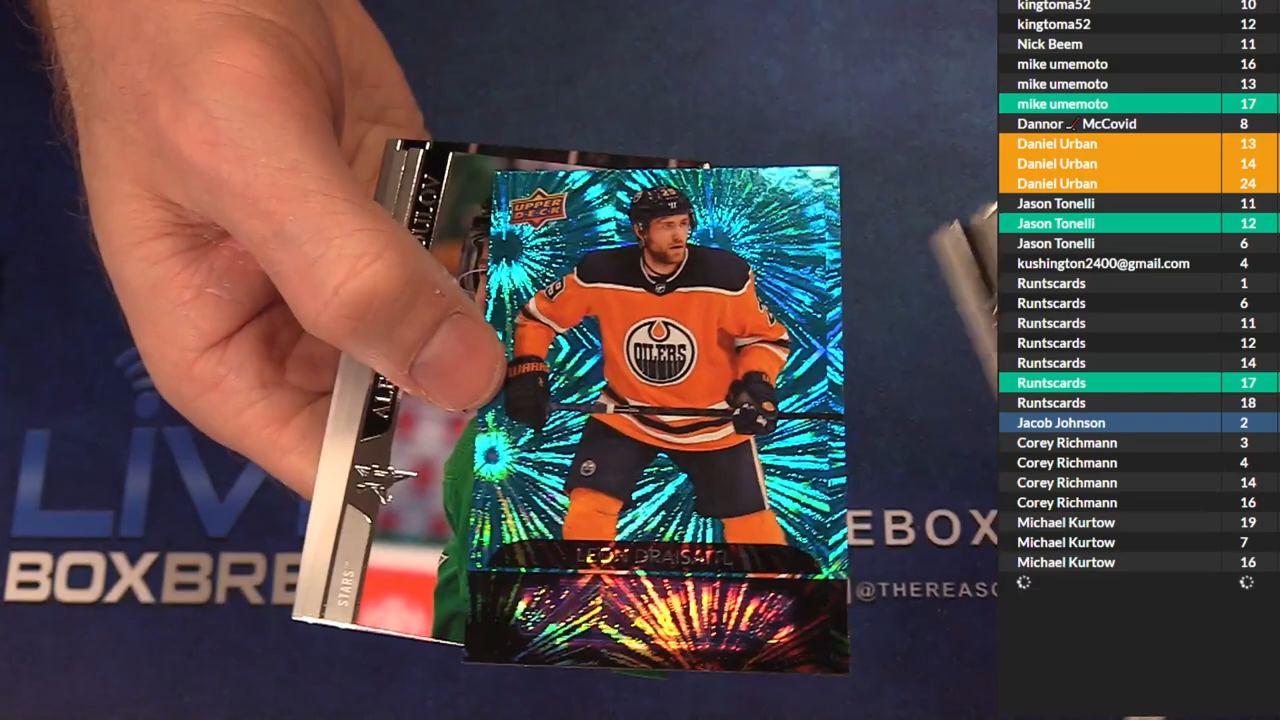 UPPER
DECK
OILERS
LEON DRAISAITL
STARS
LIV
BOXBRE
EBOX
@THEREASO
kingtoma52 10
kingtoma52 12
Nick Beem 11
mike umemoto 16
mike umemoto 13
mike umemoto 17
Dannor McCovid 8
Daniel Urban 13
Daniel Urban 14
Daniel Urban 24
Jason Tonelli 11
Jason Tonelli 12
Jason Tonelli 6
kushington2400@gmail.com 4
Runtscards 1
Runtscards 6
Runtscards 11
Runtscards 12
Runtscards 14
Runtscards 17
Runtscards 18
Jacob Johnson 2
Corey Richmann 3
Corey Richmann 4
Corey Richmann 14
Corey Richmann 16
Michael Kurtow 19
Michael Kurtow 7
Michael Kurtow 16